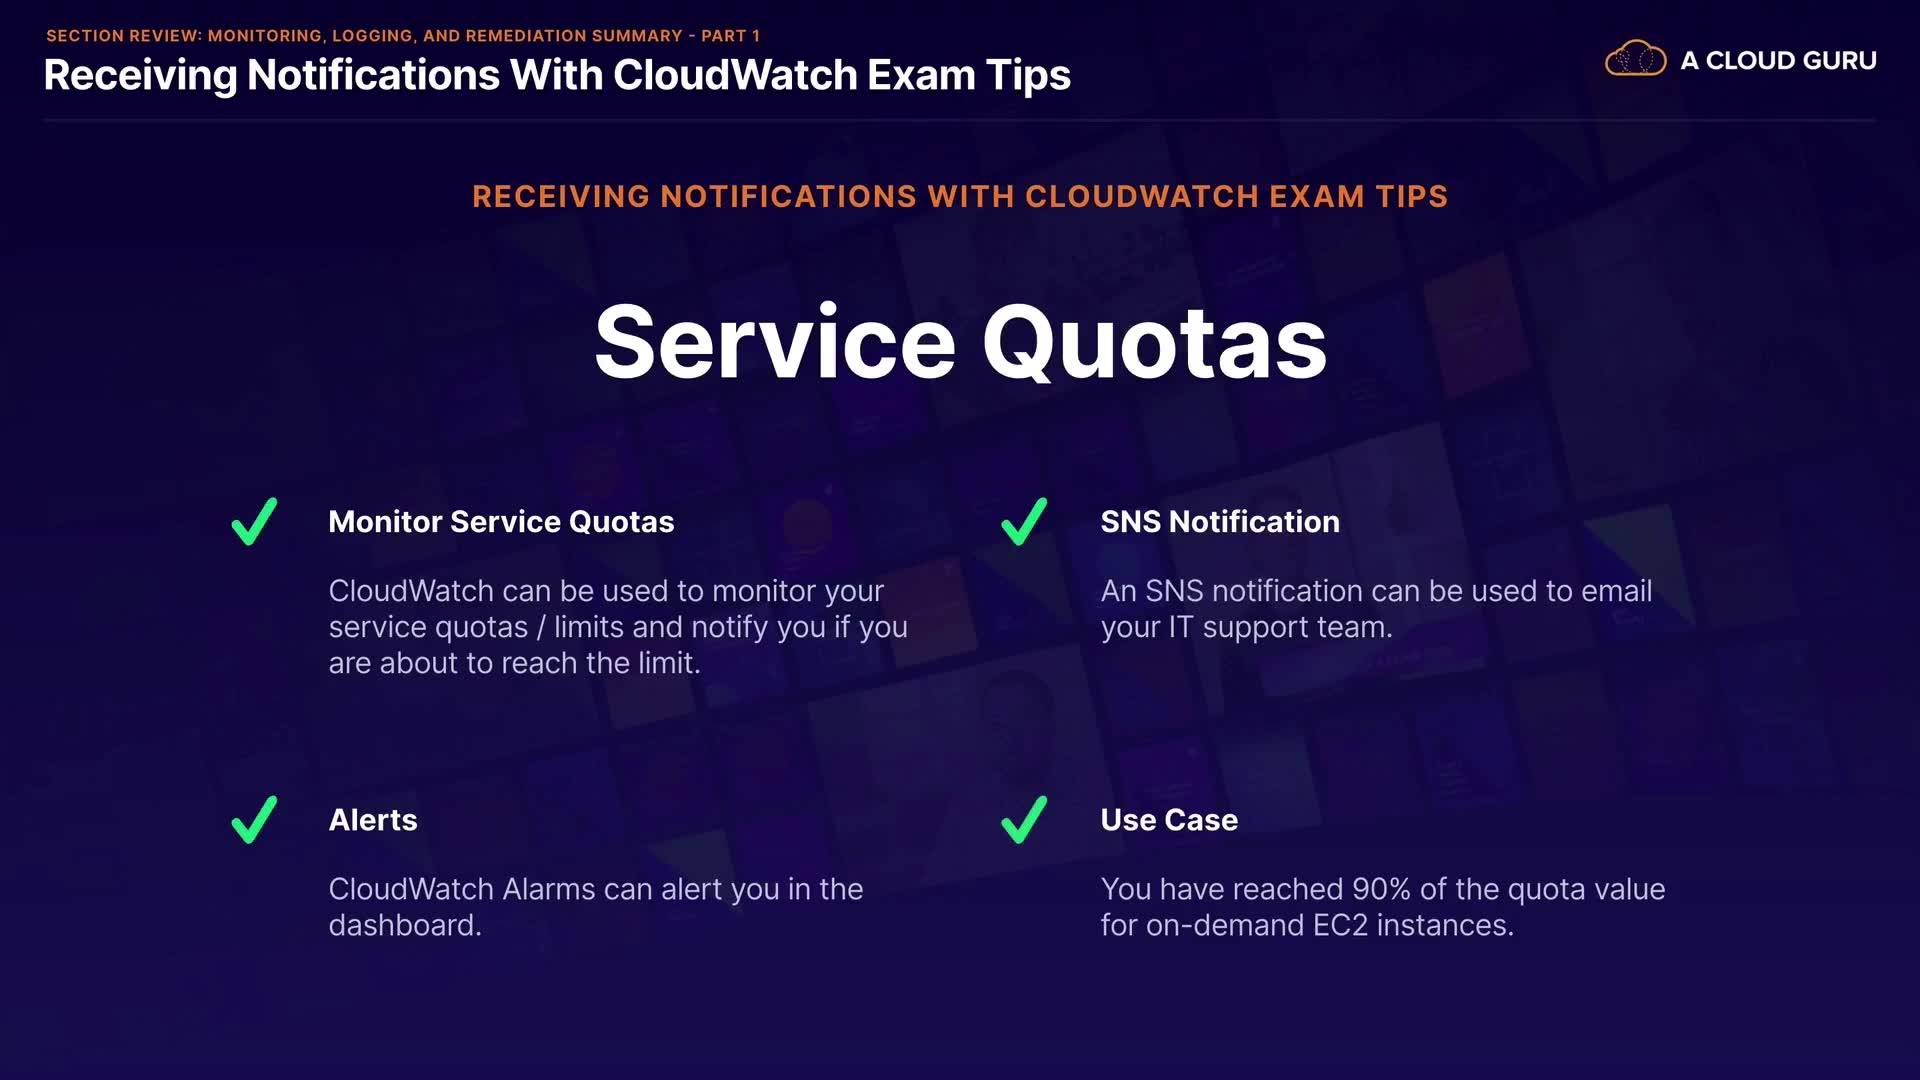 SECTION REVIEW: MONITORING, LOGGING, AND REMEDIATION SUMMARY - PART 1
Receiving Notifications With CloudWatch Exam Tips
A CLOUD GURU
RECEIVING NOTIFICATIONS WITH CLOUDWATCH EXAM TIPS
Service Quotas
Monitor Service Quotas
CloudWatch can be used to monitor your
service quotas / limits and notify you if you
are about to reach the limit.
SNS Notification
An SNS notification can be used to email
your IT support team.
Alerts
CloudWatch Alarms can alert you in the
dashboard.
Use Case
You have reached 90% of the quota value
for on-demand EC2 instances.